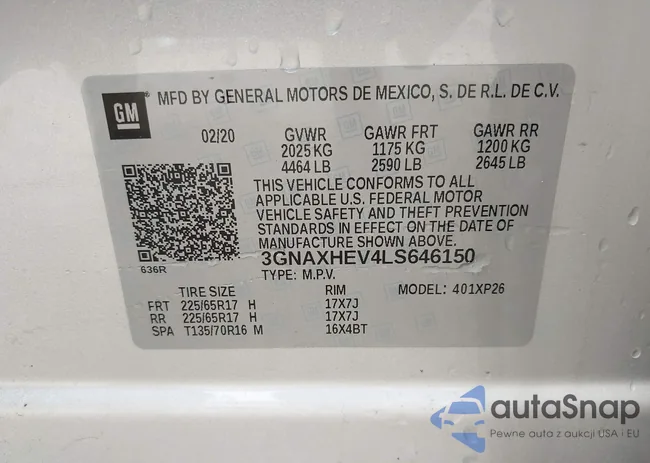 GM
MFD BY GENERAL MOTORS DE MEXICO, S. DE R.L. DE C.V.
02/20 GVWR GAWR FRT GAWR RR
2025 KG 1175 KG 1200 KG
4464 LB 2590 LB 2645 LB
THIS VEHICLE CONFORMS TO ALL
APPLICABLE U.S. FEDERAL MOTOR
VEHICLE SAFETY AND THEFT PREVENTION
STANDARDS IN EFFECT ON THE DATE OF
MANUFACTURE SHOWN ABOVE.
3GNAXHEV4LS646150
636R
TYPE: M.P.V.
TIRE SIZE RIM MODEL: 401XP26
FRT 225/65R17 H 17X7J
RR 225/65R17 H 17X7J
SPA T135/70R16 M 16X4BT
autoSnap
Pewne auta z aukcji USA i EU